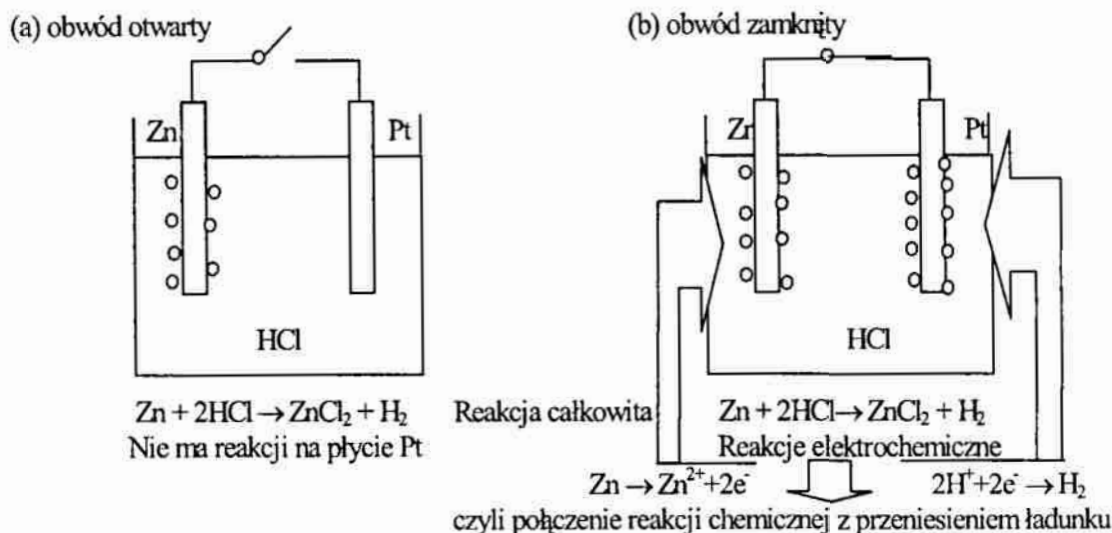 (a) obwód otwarty
(b) obwód zamknięty
Zn
Pt
Zn
Pt
HCl
HCl
Zn + 2HCl → ZnCl₂ + H₂
Nie ma reakcji na płycie Pt
Reakcja całkowita
Zn + 2HCl → ZnCl₂ + H₂
Reakcje elektrochemiczne
Zn → Zn²⁺+2e⁻
2H⁺+2e⁻ → H₂
czyli połączenie reakcji chemicznej z przeniesieniem ładunku